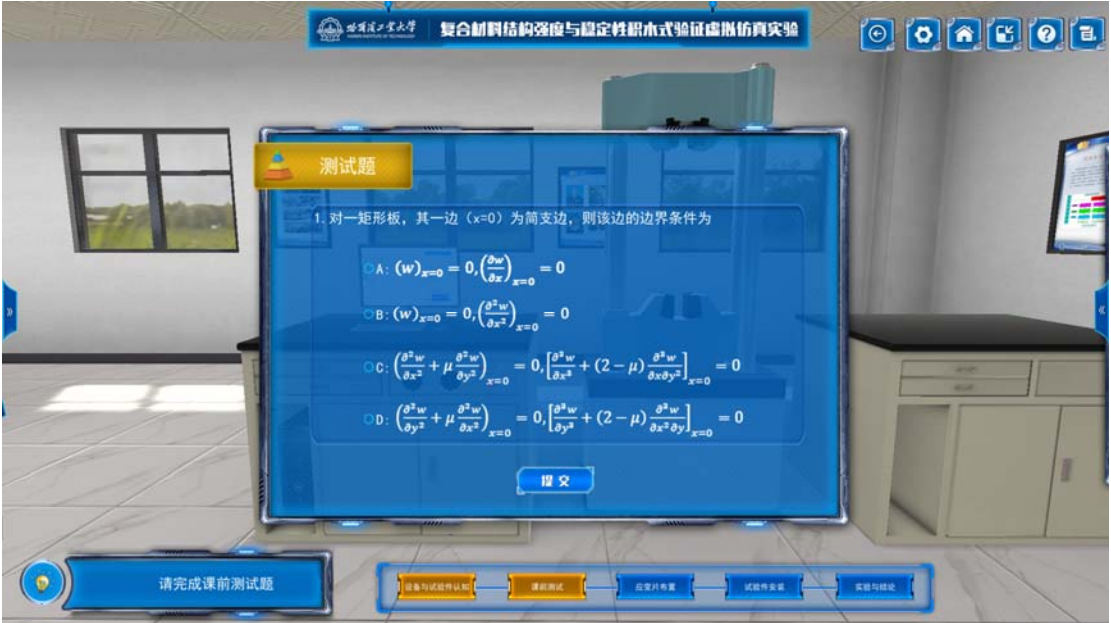 哈尔滨工业大学
HARBIN INSTITUTE OF TECHNOLOGY
复合材料结构强度与稳定性积木式验证虚拟仿真实验
测试题
1. 对一矩形板，其一边（x=0）为简支边，则该边的边界条件为
A: (w)ₓ₌₀ = 0,(∂w/∂x)ₓ₌₀ = 0
B: (w)ₓ₌₀ = 0,(∂²w/∂x²)ₓ₌₀ = 0
C: (∂²w/∂x² + μ ∂²w/∂y²)ₓ₌₀ = 0,[∂³w/∂x³ + (2 − μ) ∂³w/∂x∂y²]ₓ₌₀ = 0
D: (∂²w/∂y² + μ ∂²w/∂x²)ₓ₌₀ = 0,[∂³w/∂y³ + (2 − μ) ∂³w/∂x²∂y]ₓ₌₀ = 0
提交
请完成课前测试题
设备与试验件认知
课前测试
应变片布置
试验件安装
实验与结论